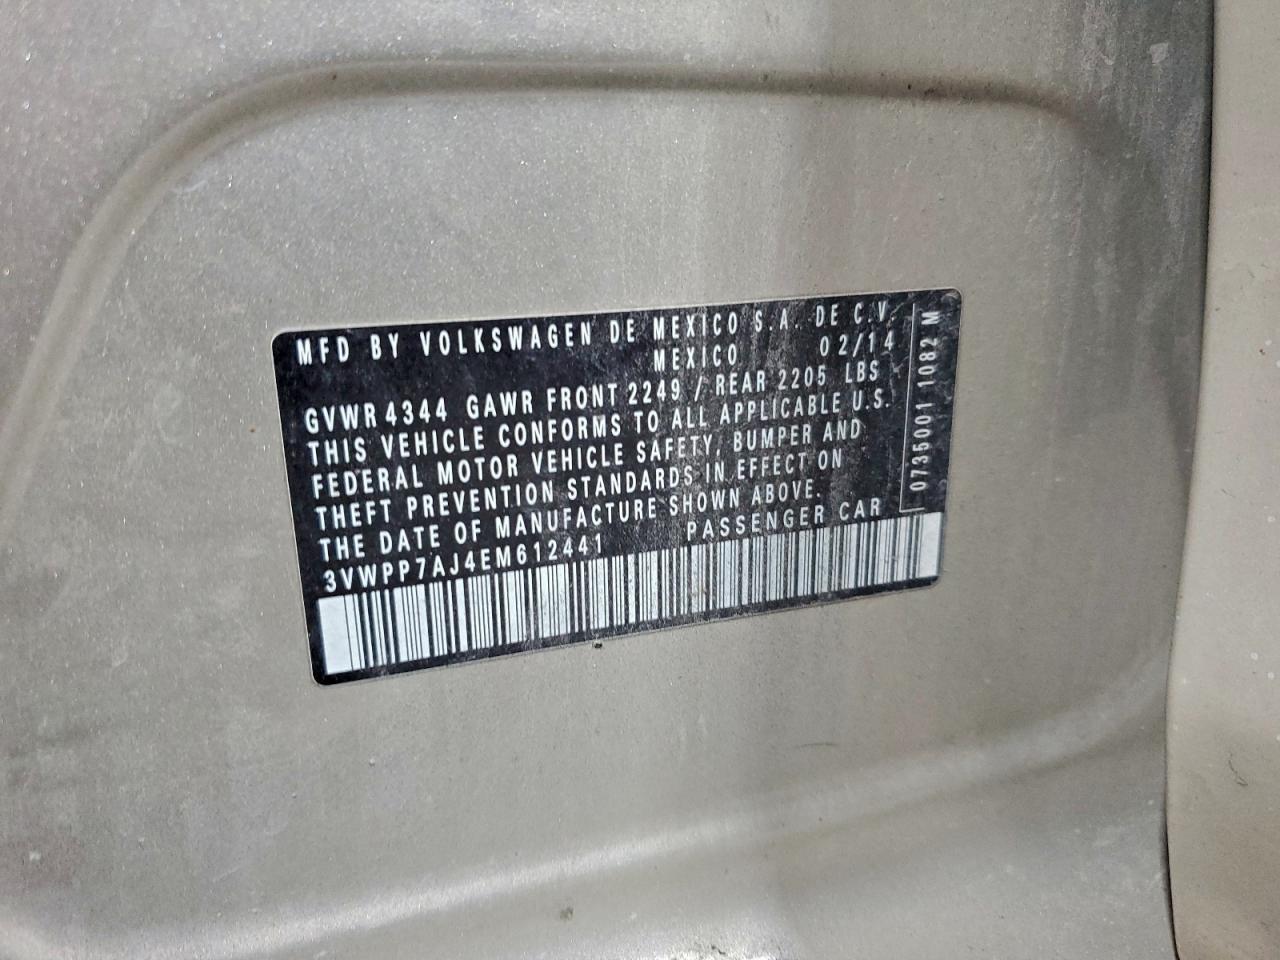 MFD BY VOLKSWAGEN DE MEXICO S.A. DE C.V.
MEXICO 02/14
GVWR 4344 GAWR FRONT 2249 / REAR 2205 LBS
THIS VEHICLE CONFORMS TO ALL APPLICABLE U.S.
FEDERAL MOTOR VEHICLE SAFETY, BUMPER AND
THEFT PREVENTION STANDARDS IN EFFECT ON
THE DATE OF MANUFACTURE SHOWN ABOVE.
3VWPP7AJ4EM612441 PASSENGER CAR
0735001 1082 M